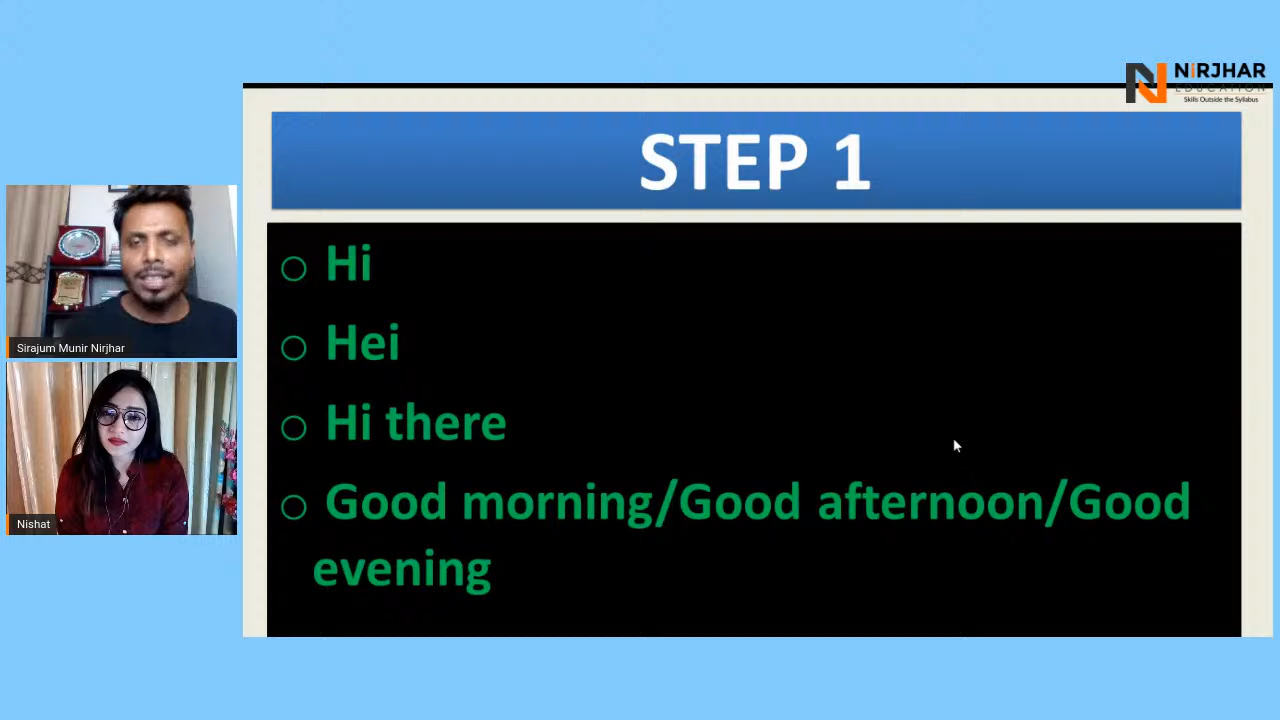 NiRJHAR
EDUCATION
Skills Outside the Syllabus
STEP 1
Hi
Hei
Hi there
Good morning/Good afternoon/Good
evening
Sirajum Munir Nirjhar
Nishat